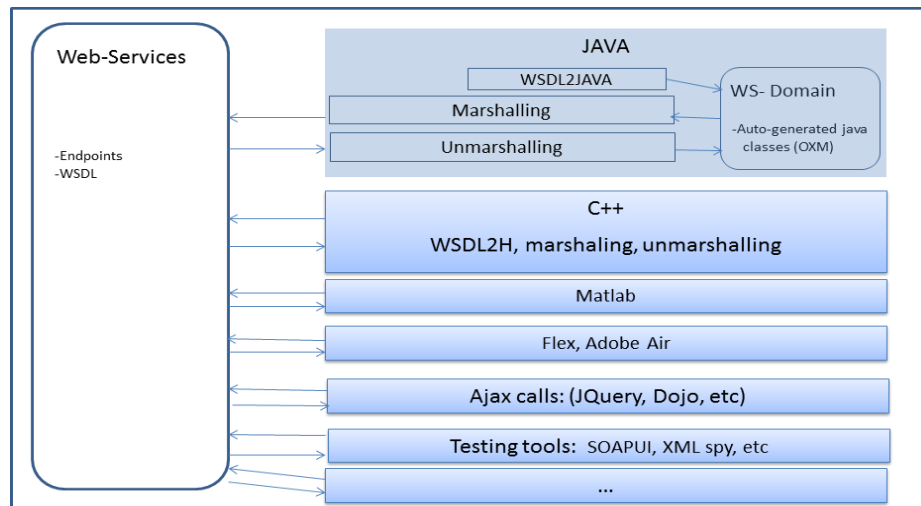 Web-Services
-Endpoints
-WSDL
JAVA
WSDL2JAVA
Marshalling
Unmarshalling
WS- Domain
-Auto-generated java
classes (OXM)
C++
WSDL2H, marshaling, unmarshalling
Matlab
Flex, Adobe Air
Ajax calls: (JQuery, Dojo, etc)
Testing tools: SOAPUI, XML spy, etc
...